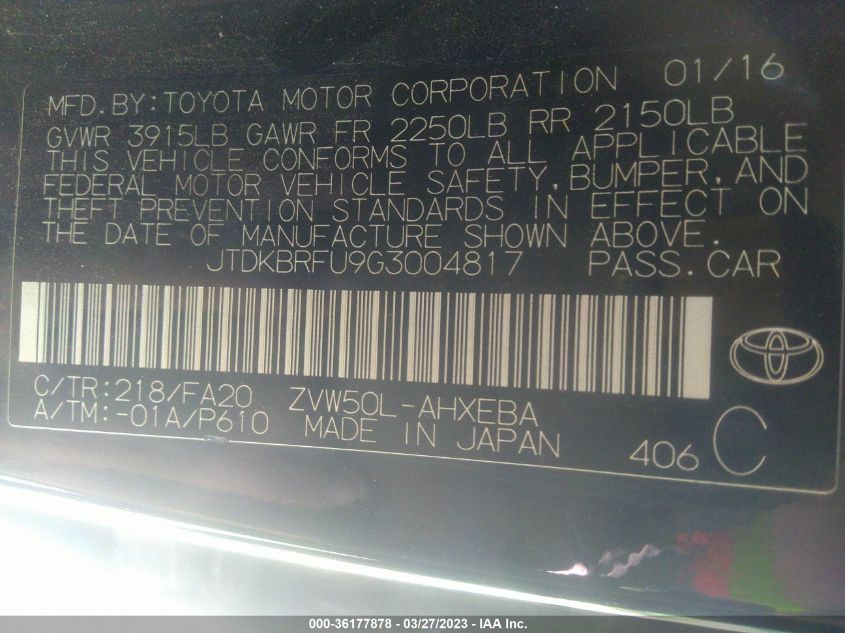 MFD.BY:TOYOTA MOTOR CORPORATION 01/16
GVWR 3915LB GAWR FR 2250LB RR 2150LB
THIS VEHICLE CONFORMS TO ALL APPLICABLE
FEDERAL MOTOR VEHICLE SAFETY, BUMPER, AND
THEFT PREVENTION STANDARDS IN EFFECT ON
THE DATE OF MANUFACTURE SHOWN ABOVE.
JTDKBRFU9G3004817 PASS.CAR
C/TR:218/FA20 ZVW50L-AHXEBA
A/TM:-01A/P610 MADE IN JAPAN 406 C
000-36177878 - 03/27/2023 - IAA Inc.